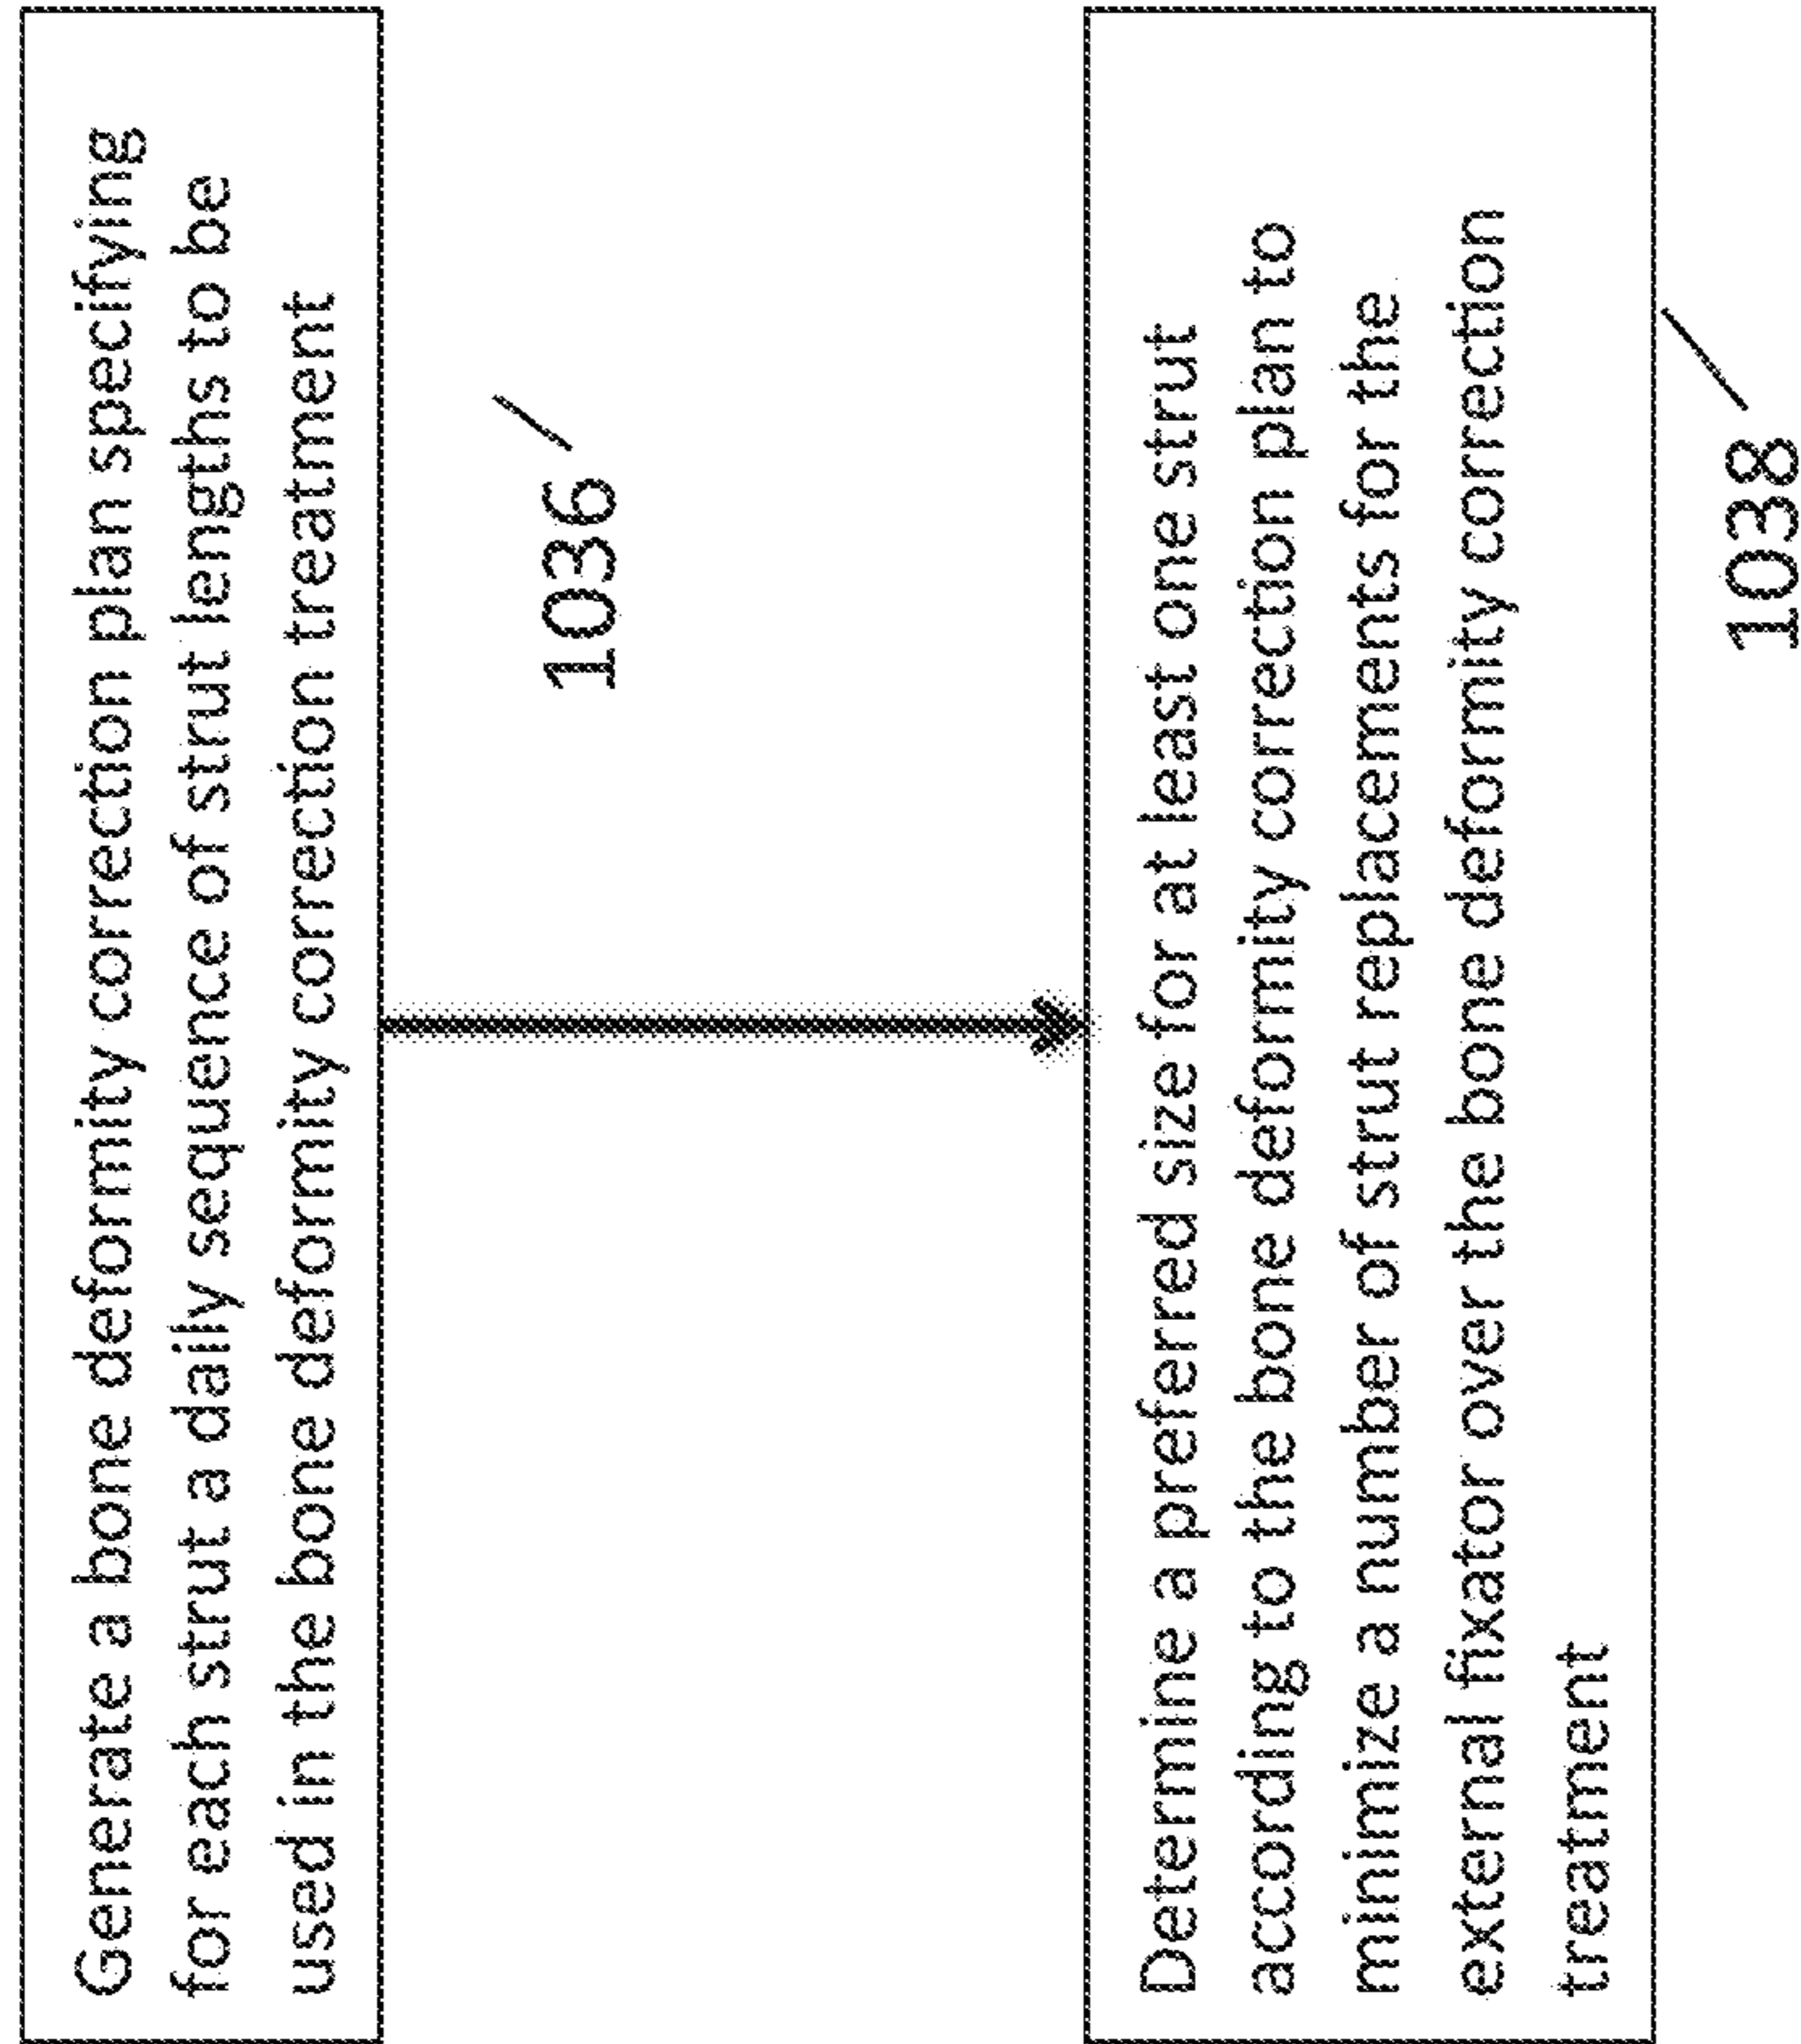 Generate a bone deformity correction plan specifying
for each strut a daily sequence of strut lengths to be
used in the bone deformity correction treatment
1036
Determine a preferred size for at least one strut
according to the bone deformity correction plan to
minimize a number of strut replacements for the
external fixator over the bone deformity correction
treatment
1038